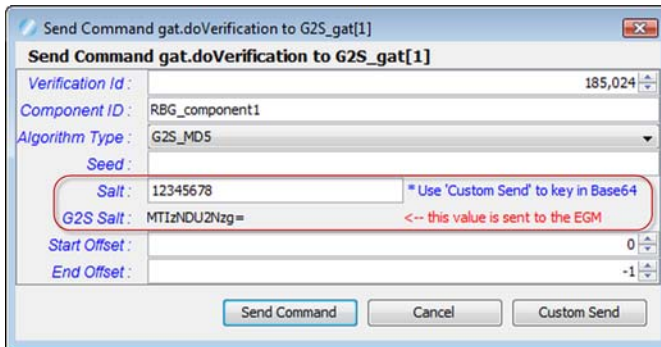 Send Command gat.doVerification to G2S_gat[1]
Send Command gat.doVerification to G2S_gat[1]
Verification Id : 185,024
Component ID : RBG_component1
Algorithm Type : G2S_MD5
Seed :
Salt : 12345678 * Use 'Custom Send' to key in Base64
G2S Salt : MTIzNDU2Nzg= <-- this value is sent to the EGM
Start Offset : 0
End Offset : -1
Send Command Cancel Custom Send